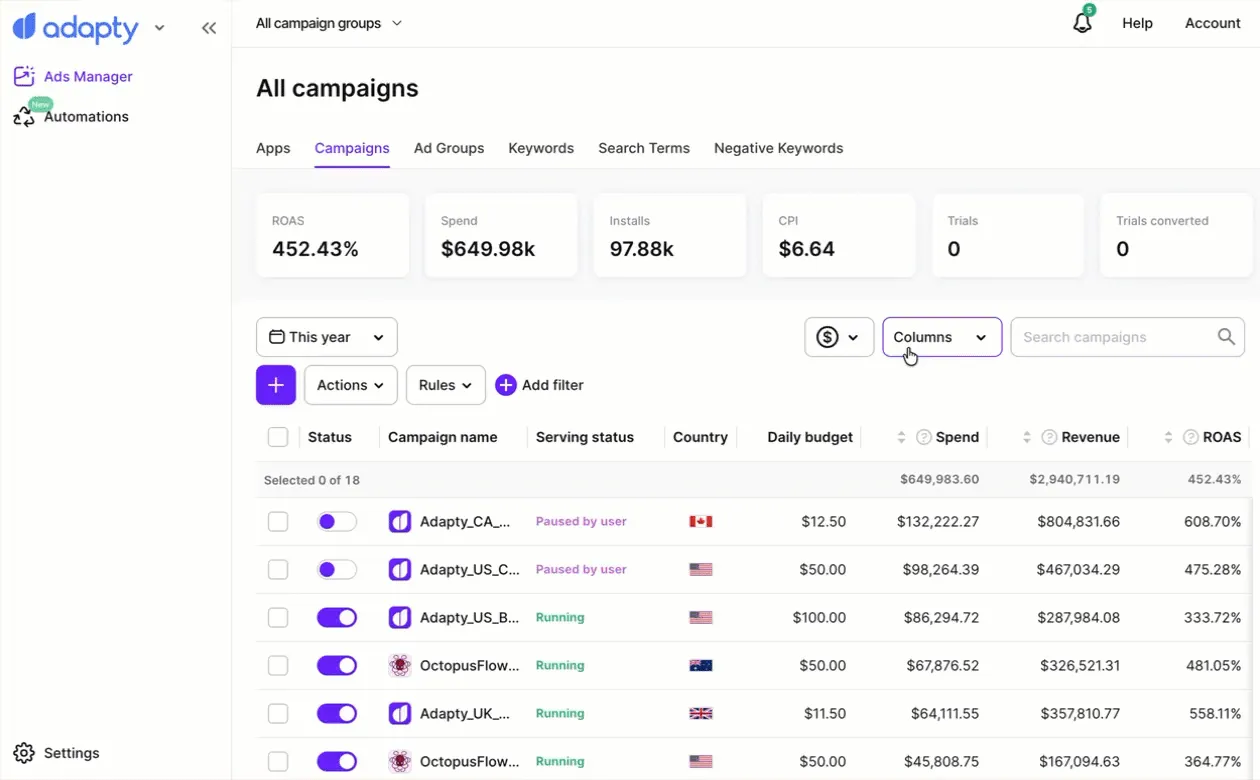 adapty
All campaign groups
5
Help
Account
Ads Manager
New
Automations
All campaigns
Apps
Campaigns
Ad Groups
Keywords
Search Terms
Negative Keywords
ROAS
452.43%
Spend
$649.98k
Installs
97.88k
CPI
$6.64
Trials
0
Trials converted
0
This year
$
Columns
Search campaigns
+
Actions
Rules
+ Add filter
Status Campaign name Serving status Country Daily budget ? Spend ? Revenue ? ROAS
Selected 0 of 18 $649,983.60 $2,940,711.19 452.43%
Adapty_CA_... Paused by user $12.50 $132,222.27 $804,831.66 608.70%
Adapty_US_C... Paused by user $50.00 $98,264.39 $467,034.29 475.28%
Adapty_US_B... Running $100.00 $86,294.72 $287,984.08 333.72%
OctopusFlow... Running $50.00 $67,876.52 $326,521.31 481.05%
Adapty_UK_... Running $11.50 $64,111.55 $357,810.77 558.11%
OctopusFlow... Running $50.00 $45,808.75 $167,094.63 364.77%
Settings